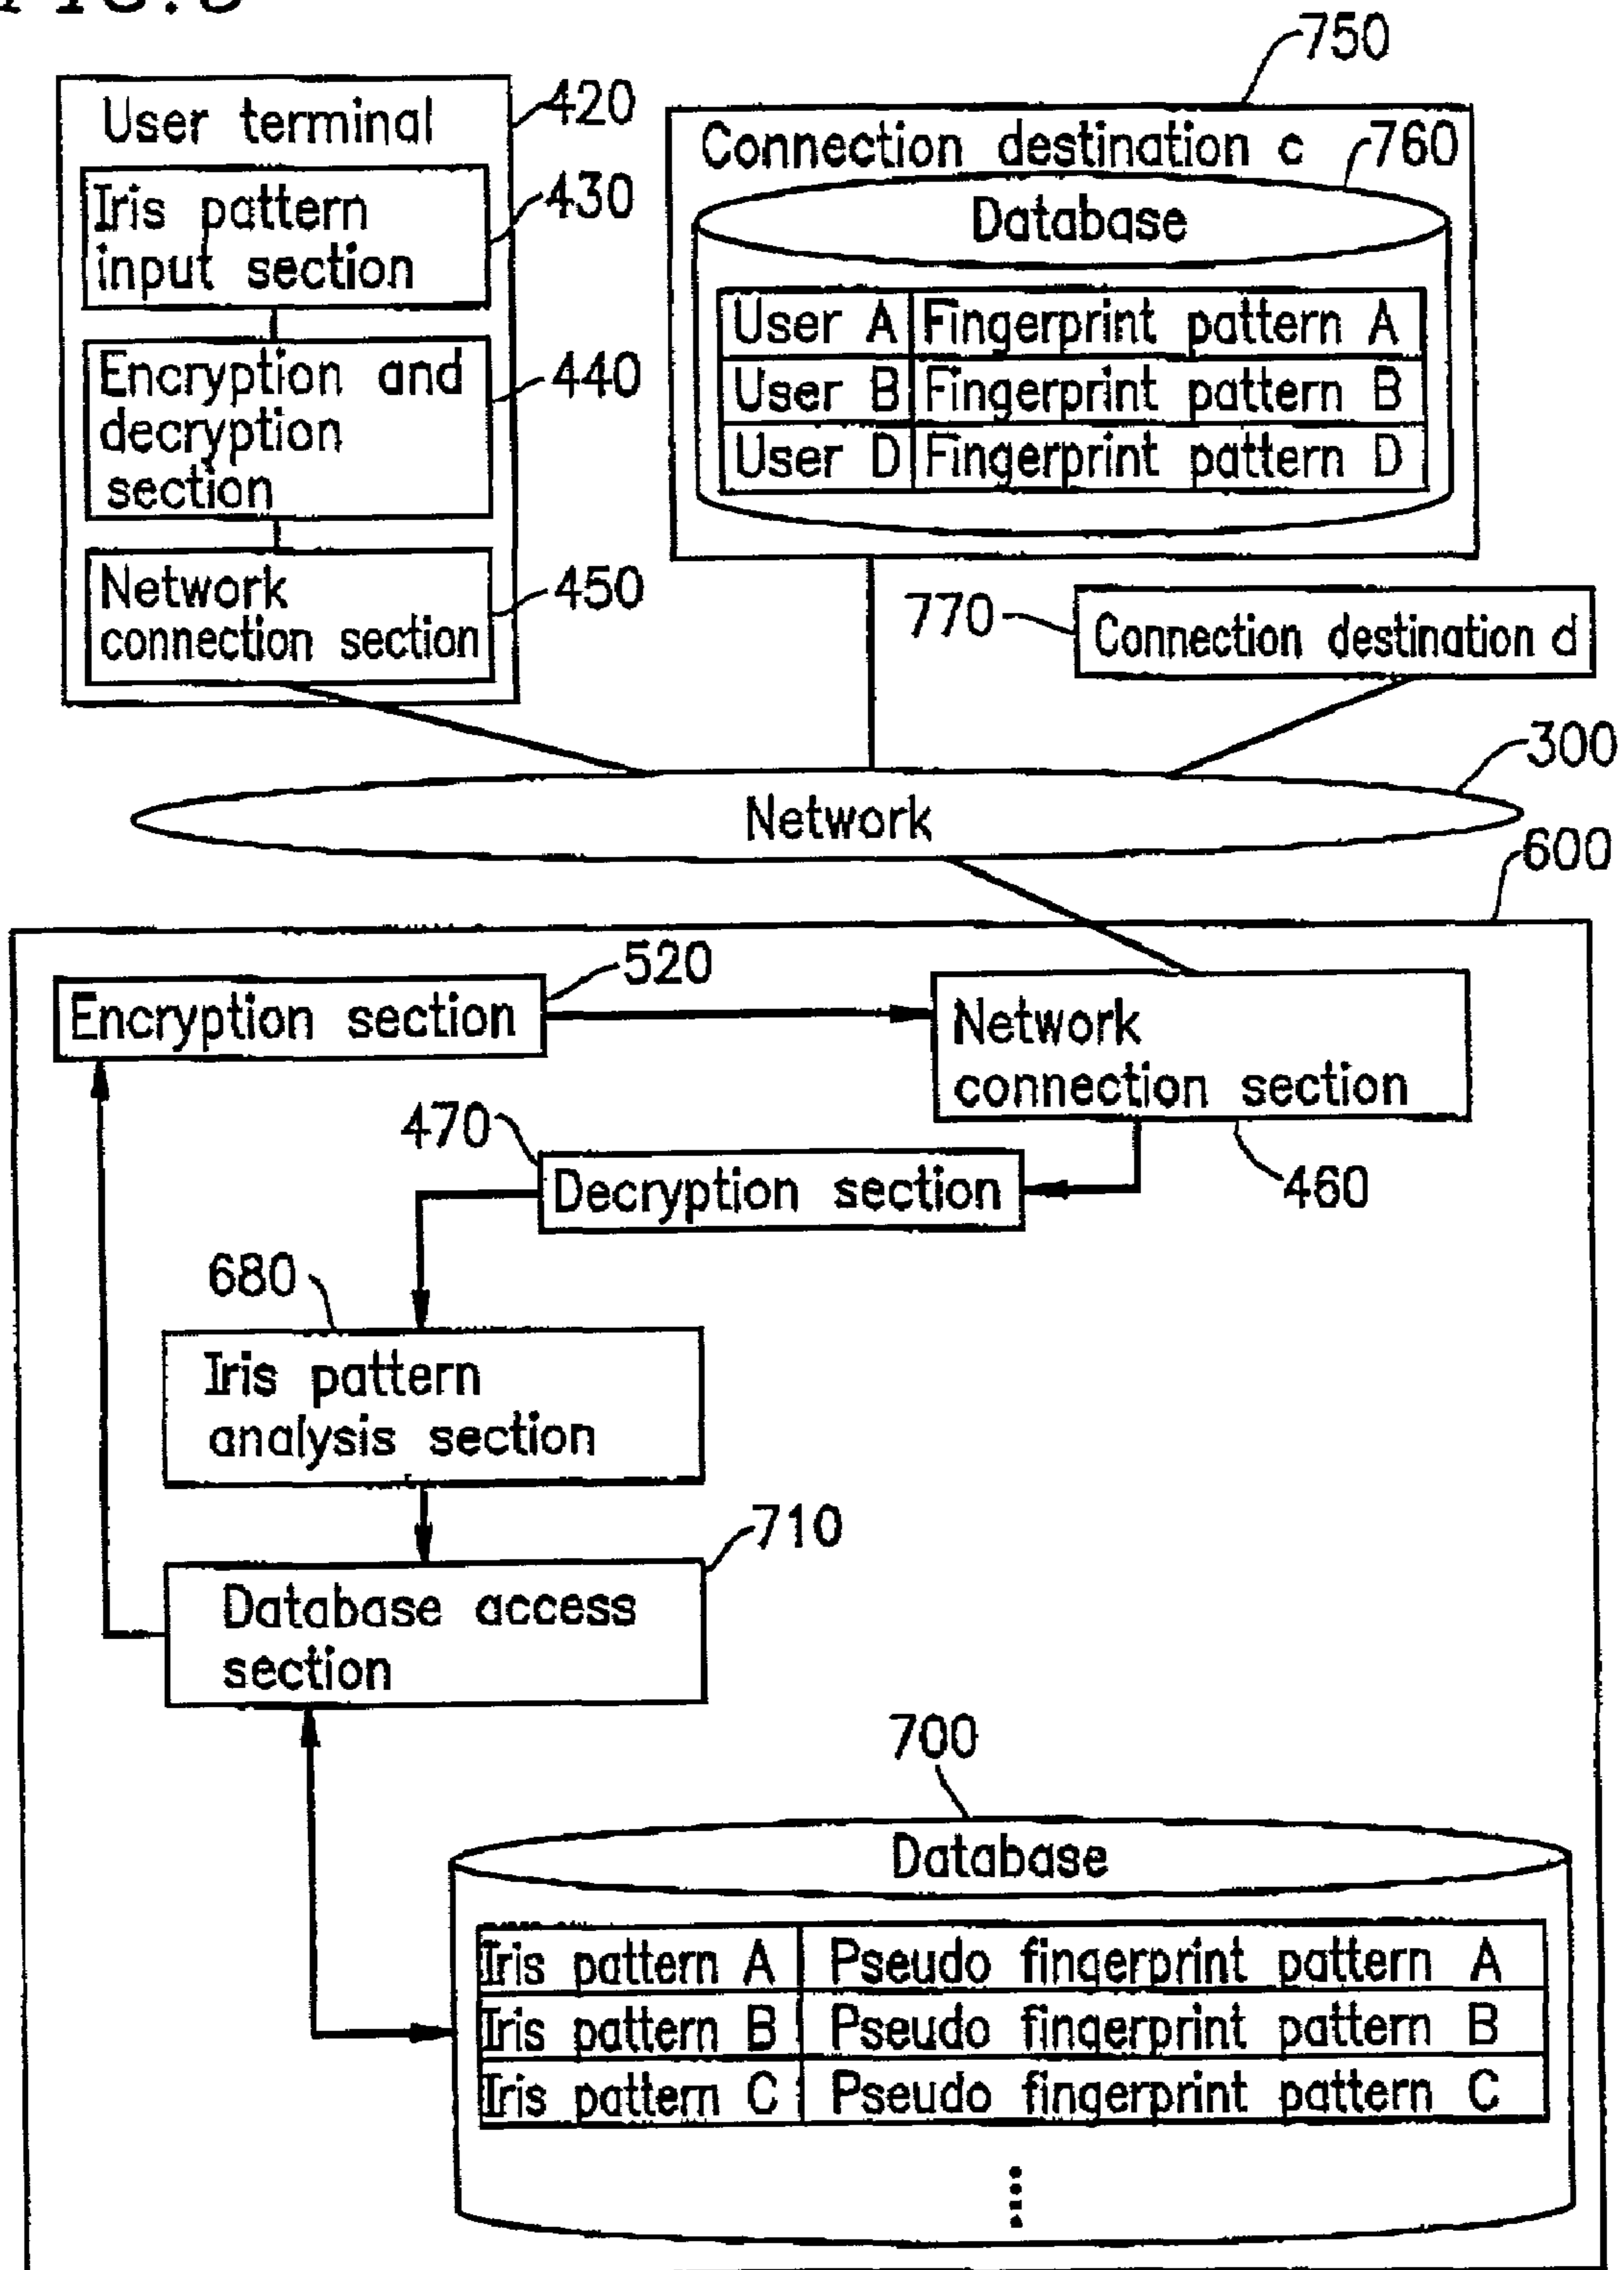 750
User terminal
420
Connection destination c
760
Iris pattern
input section
430
Database
User A Fingerprint pattern A
User B Fingerprint pattern B
User D Fingerprint pattern D
Encryption and
decryption
section
440
Network
connection section
450
770
Connection destination d
300
Network
600
520
Encryption section
Network
connection section
470
Decryption section
460
680
Iris pattern
analysis section
710
Database access
section
700
Database
Iris pattern A Pseudo fingerprint pattern A
Iris pattern B Pseudo fingerprint pattern B
Iris pattern C Pseudo fingerprint pattern C